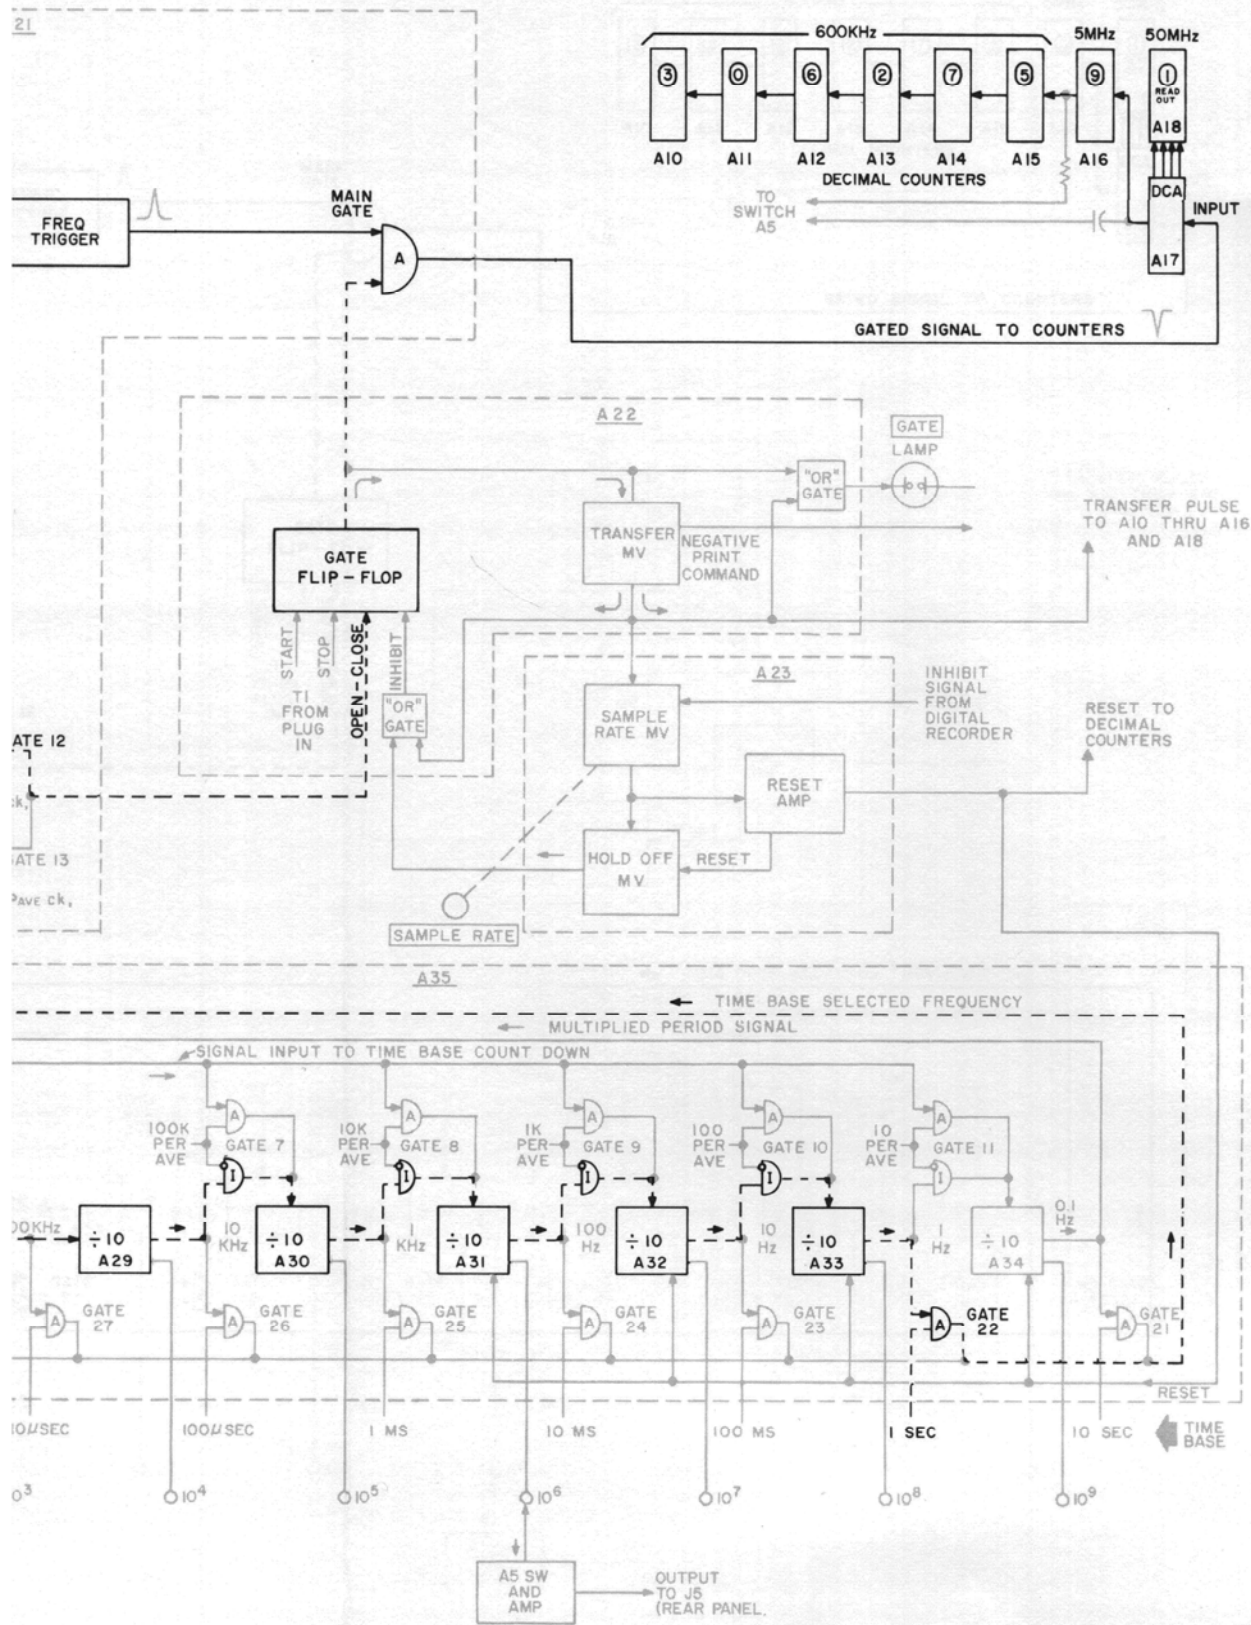 21
600KHz
5MHz
50MHz
3
0
6
2
7
5
9
1
READ
OUT
A18
A10
A11
A12
A13
A14
A15
A16
DECIMAL COUNTERS
DCA
INPUT
A17
TO
SWITCH
A5
FREQ
TRIGGER
MAIN
GATE
A
GATED SIGNAL TO COUNTERS
A22
GATE
LAMP
"OR"
GATE
TRANSFER
MV
NEGATIVE
PRINT
COMMAND
TRANSFER PULSE
TO A10 THRU A16
AND A18
GATE
FLIP-FLOP
START
STOP
OPEN-CLOSE
INHIBIT
TI
FROM
PLUG
IN
"OR"
GATE
A23
SAMPLE
RATE MV
INHIBIT
SIGNAL
FROM
DIGITAL
RECORDER
RESET TO
DECIMAL
COUNTERS
RESET
AMP
HOLD OFF
MV
RESET
SAMPLE RATE
ATE 12
ck,
ATE 13
PAVE ck,
A35
TIME BASE SELECTED FREQUENCY
MULTIPLIED PERIOD SIGNAL
SIGNAL INPUT TO TIME BASE COUNT DOWN
A
A
A
A
A
100K
PER
AVE
GATE 7
10K
PER
AVE
GATE 8
1K
PER
AVE
GATE 9
100
PER
AVE
GATE 10
10
PER
AVE
GATE 11
I
I
I
I
I
00KHz
÷10
A29
10
KHz
÷10
A30
1
KHz
÷10
A31
100
Hz
÷10
A32
10
Hz
÷10
A33
1
Hz
÷10
A34
0.1
Hz
A
GATE
27
A
GATE
26
A
GATE
25
A
GATE
24
A
GATE
23
A
GATE
22
A
GATE
21
RESET
10µSEC
100µSEC
1 MS
10 MS
100 MS
1 SEC
10 SEC
TIME
BASE
0³
10⁴
10⁵
10⁶
10⁷
10⁸
10⁹
A5 SW
AND
AMP
OUTPUT
TO J5
(REAR PANEL.